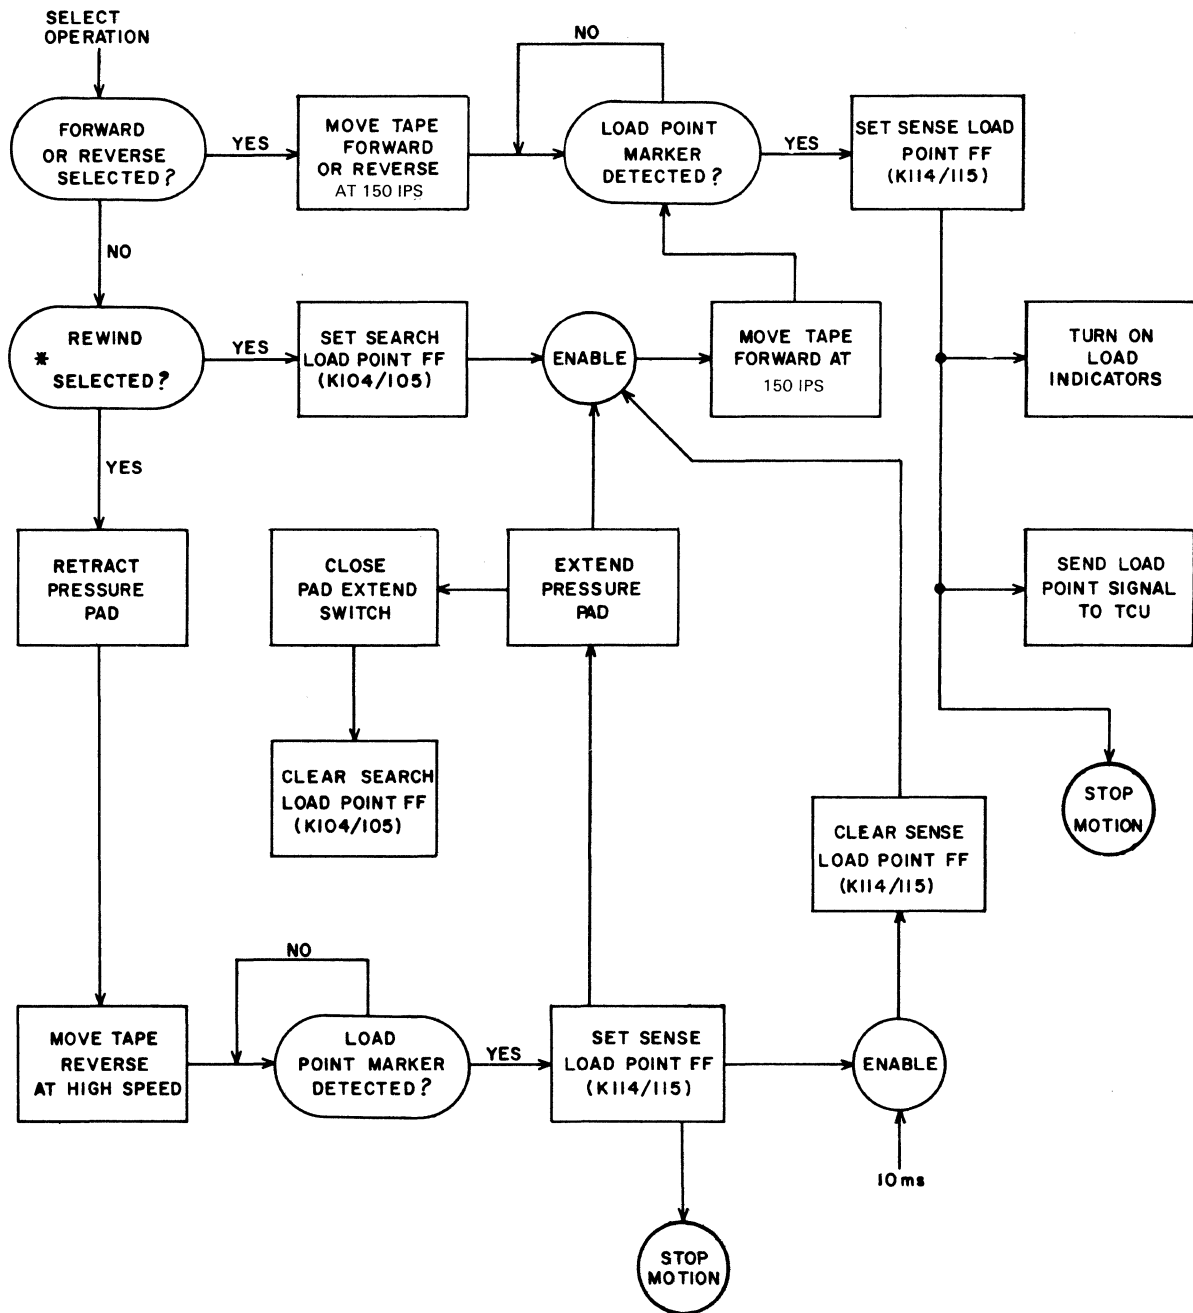 SELECT
OPERATION
FORWARD
OR REVERSE
SELECTED?
YES
MOVE TAPE
FORWARD
OR REVERSE
AT 150 IPS
NO
LOAD POINT
MARKER
DETECTED?
YES
SET SENSE LOAD
POINT FF
(K114/115)
NO
REWIND
*
SELECTED?
YES
SET SEARCH
LOAD POINT FF
(K104/105)
ENABLE
MOVE TAPE
FORWARD AT
150 IPS
TURN ON
LOAD
INDICATORS
YES
RETRACT
PRESSURE
PAD
CLOSE
PAD EXTEND
SWITCH
EXTEND
PRESSURE
PAD
SEND LOAD
POINT SIGNAL
TO TCU
CLEAR SEARCH
LOAD POINT FF
(K104/105)
STOP
MOTION
CLEAR SENSE
LOAD POINT FF
(K114/115)
MOVE TAPE
REVERSE
AT HIGH SPEED
NO
LOAD
POINT MARKER
DETECTED?
YES
SET SENSE
LOAD POINT FF
(K114/115)
ENABLE
10ms
STOP
MOTION